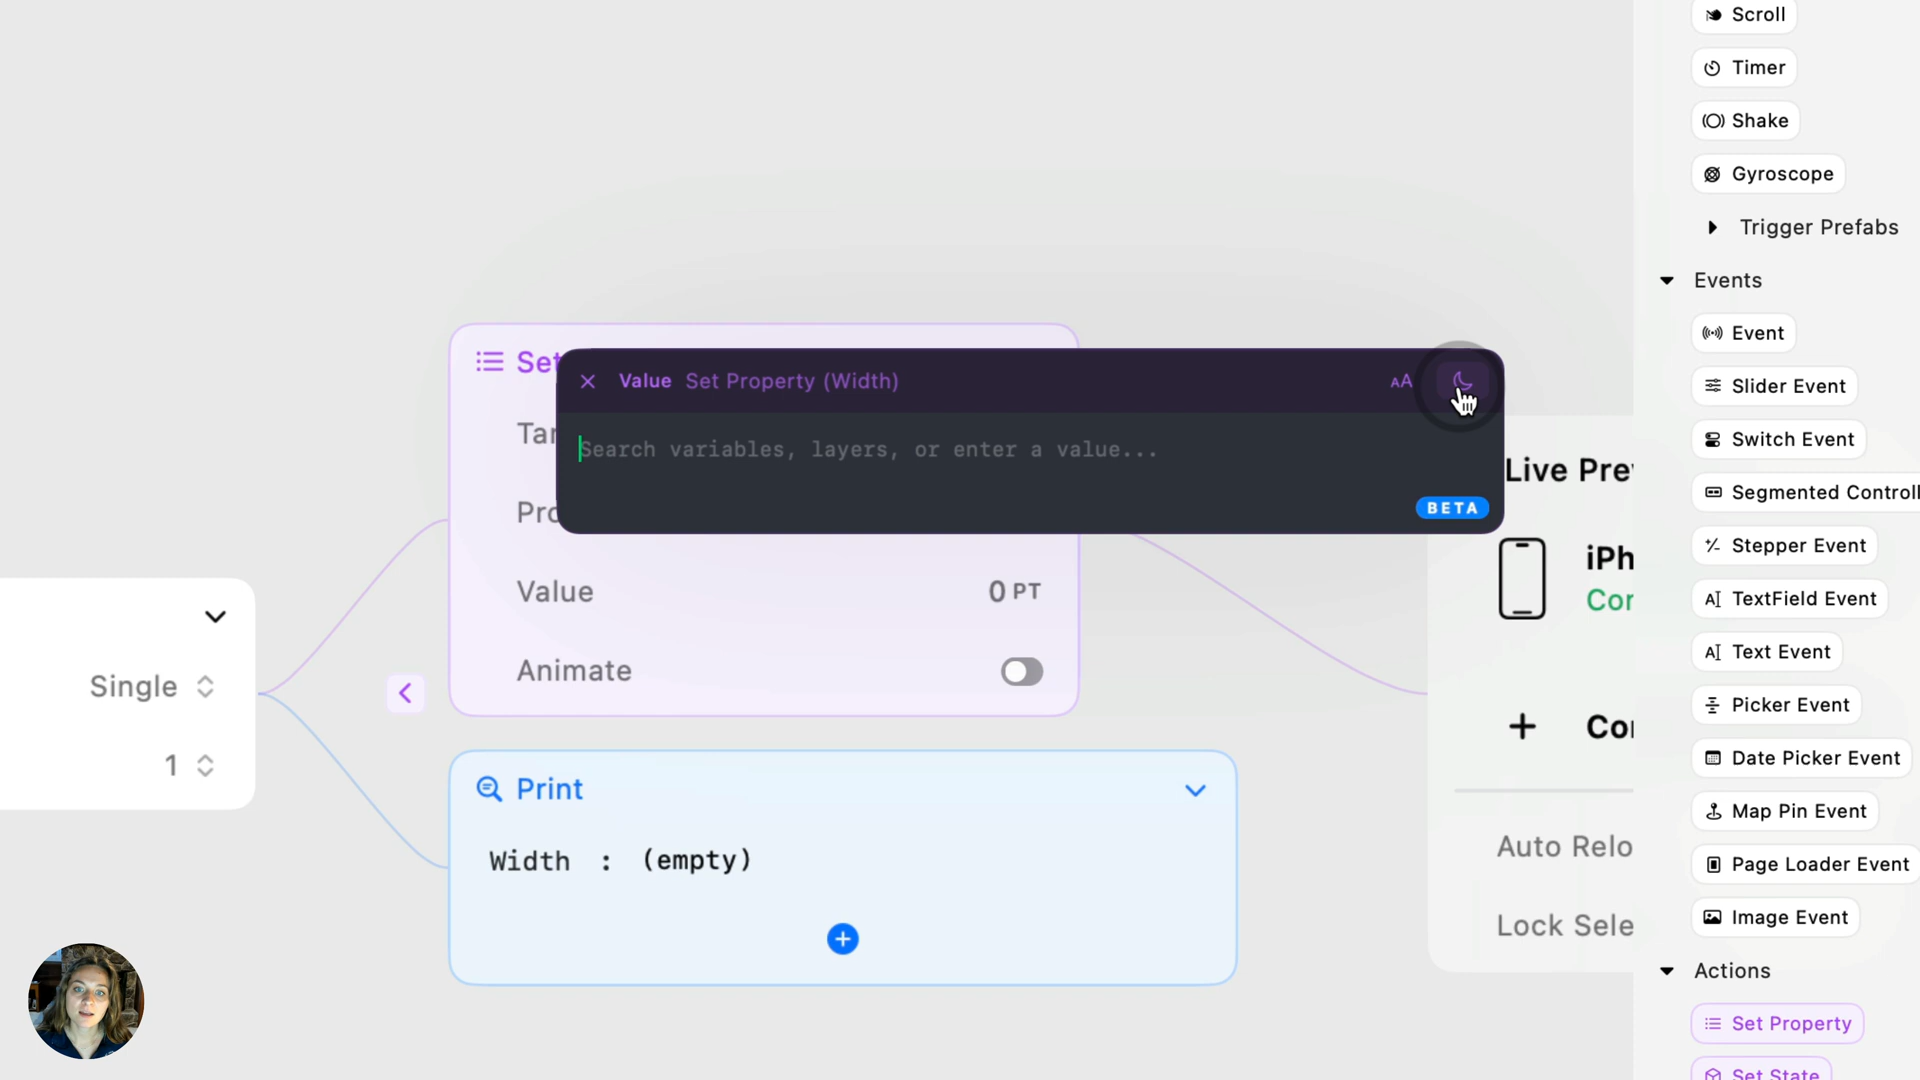 Scroll
Timer
Shake
Gyroscope
Trigger Prefabs
Events
Event
Slider Event
Switch Event
Segmented Controll
Stepper Event
TextField Event
Text Event
Picker Event
Date Picker Event
Map Pin Event
Page Loader Event
Image Event
Actions
Set Property
Set State
Set
Value Set Property (Width) AA
Search variables, layers, or enter a value...
BETA
Tar
Pro
Value 0 PT
Animate
Single
1
Print
Width : (empty)
Live Pre
iPh
Con
Auto Relo
Lock Sele